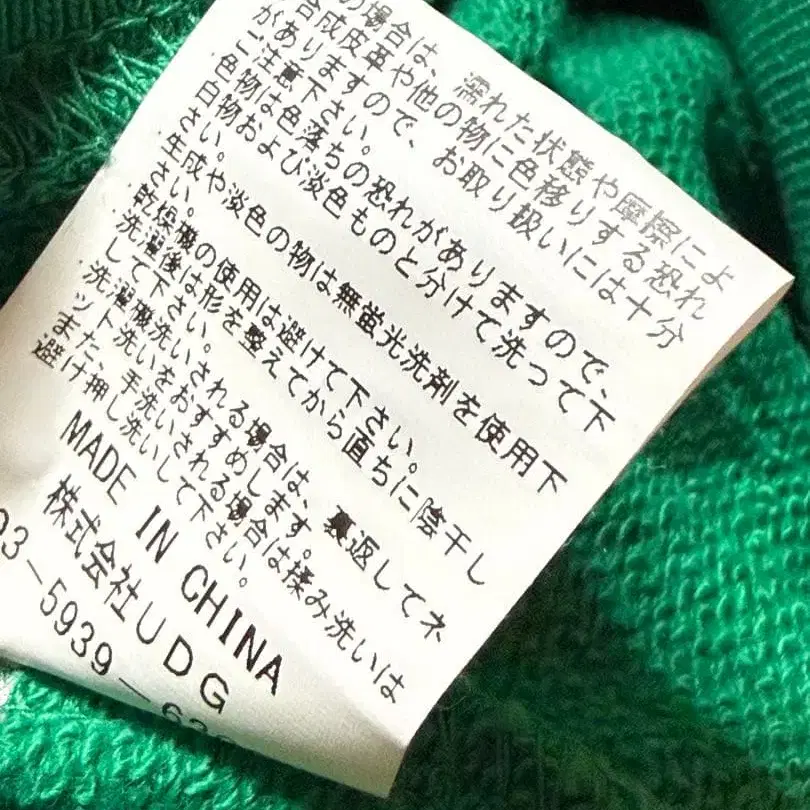 の場合は、濡れた状態や摩擦によ
合成皮革や他の物に色移りする恐れ
がありますので、お取り扱いには十分
ご注意下さい。
色物は色落ちの恐れがありますので、
白物および淡色ものと分けて洗って下
さい。
生成や淡色の物は無蛍光洗剤を使用下
さい。
乾燥機の使用は避けて下さい。
洗濯後は形を整えてから直ちに陰干し
して下さい。
・洗濯機洗いされる場合は、裏返してネ
ット洗いをおすすめします。
また、手洗いされる場合は揉み洗いは
避け押し洗いして下さい。
MADE IN CHINA
株式会社UDG
03-5939-63